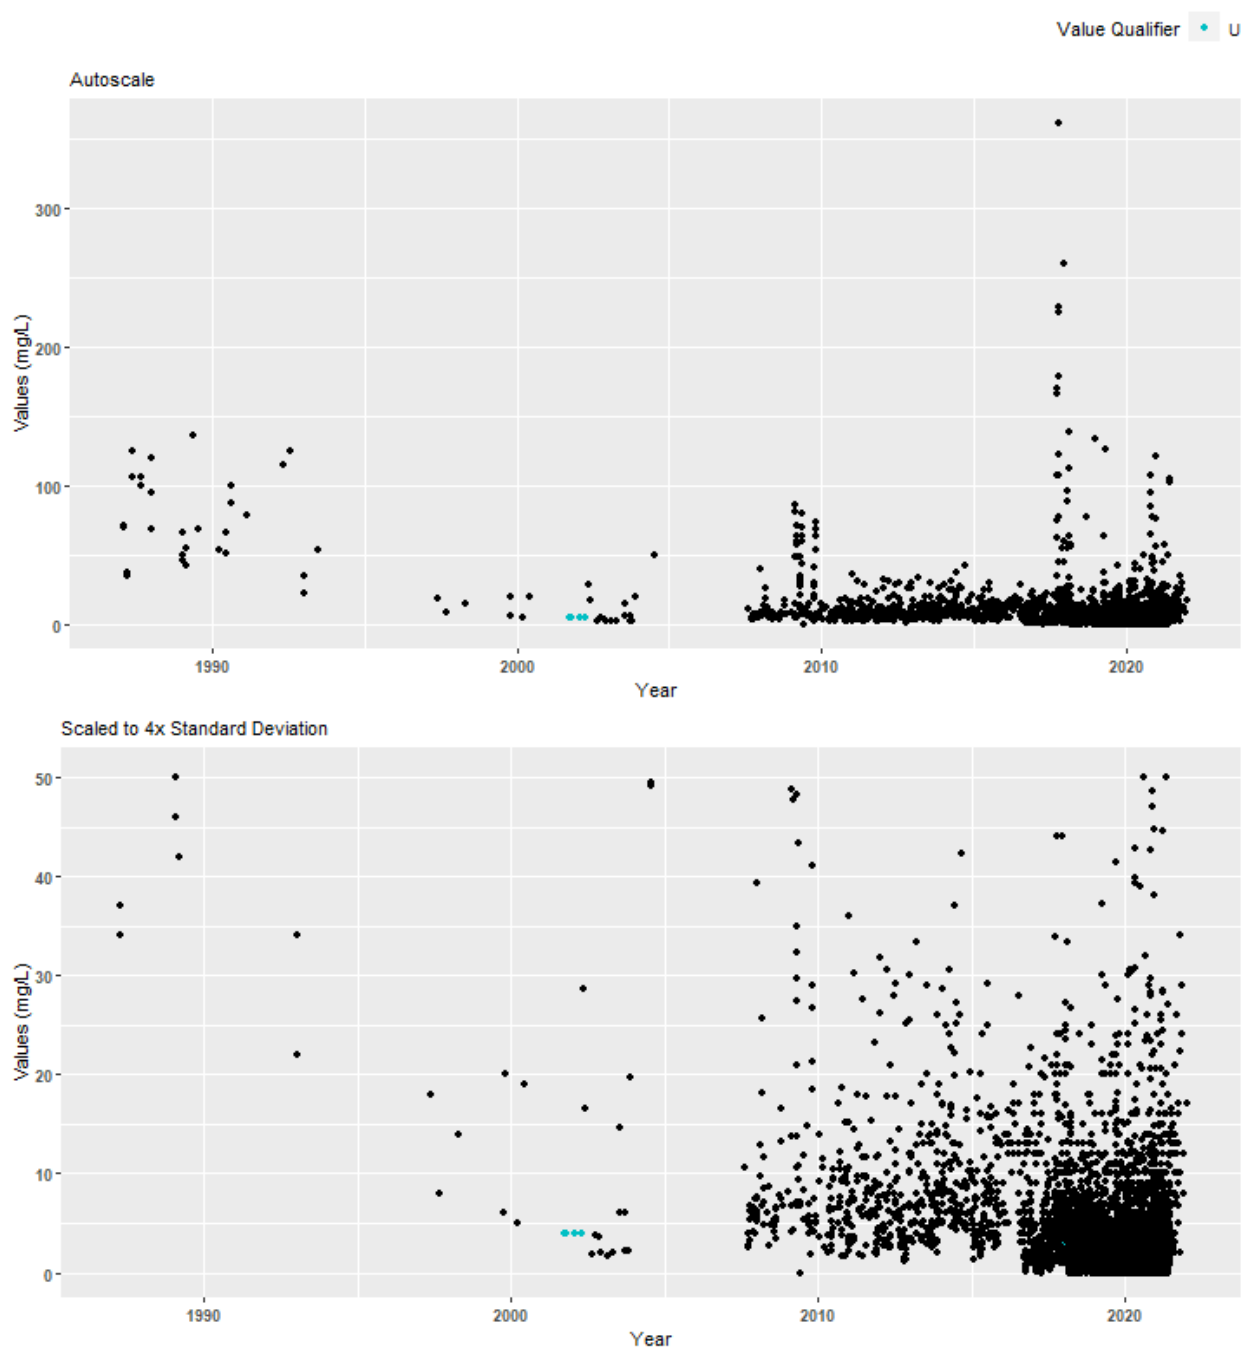 Value Qualifier U
Autoscale
Values (mg/L)
300
200
100
0
1990 2000 2010 2020
Year
Scaled to 4x Standard Deviation
Values (mg/L)
50
40
30
20
10
0
1990 2000 2010 2020
Year